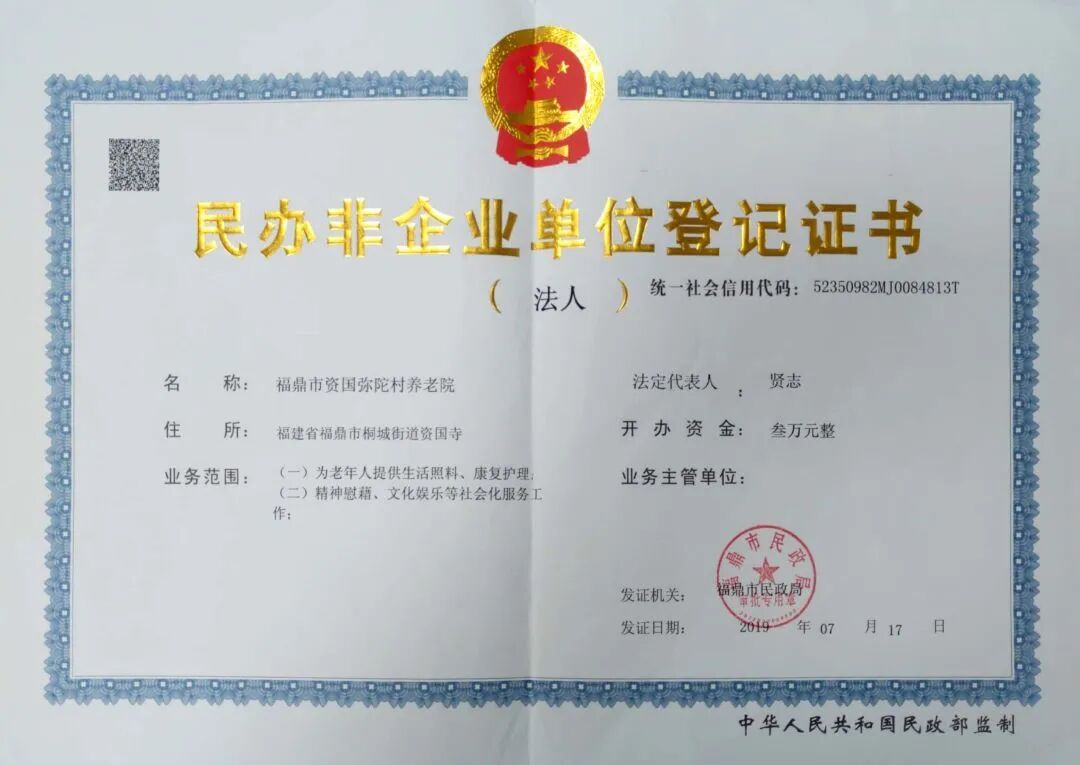 民办非企业单位登记证书
（法人）
统一社会信用代码：52350982MJ0084813T
名 称：福鼎市资国弥陀村养老院
住 所：福建省福鼎市桐城街道资国寺
业务范围：（一）为老年人提供生活照料、康复护理；
（二）精神慰藉、文化娱乐等社会化服务工
作；
法定代表人：贤志
开办资金：叁万元整
业务主管单位：
福鼎市民政局
审批专用章
发证机关：福鼎市民政局
发证日期：2019 年 07 月 17 日
中华人民共和国民政部监制